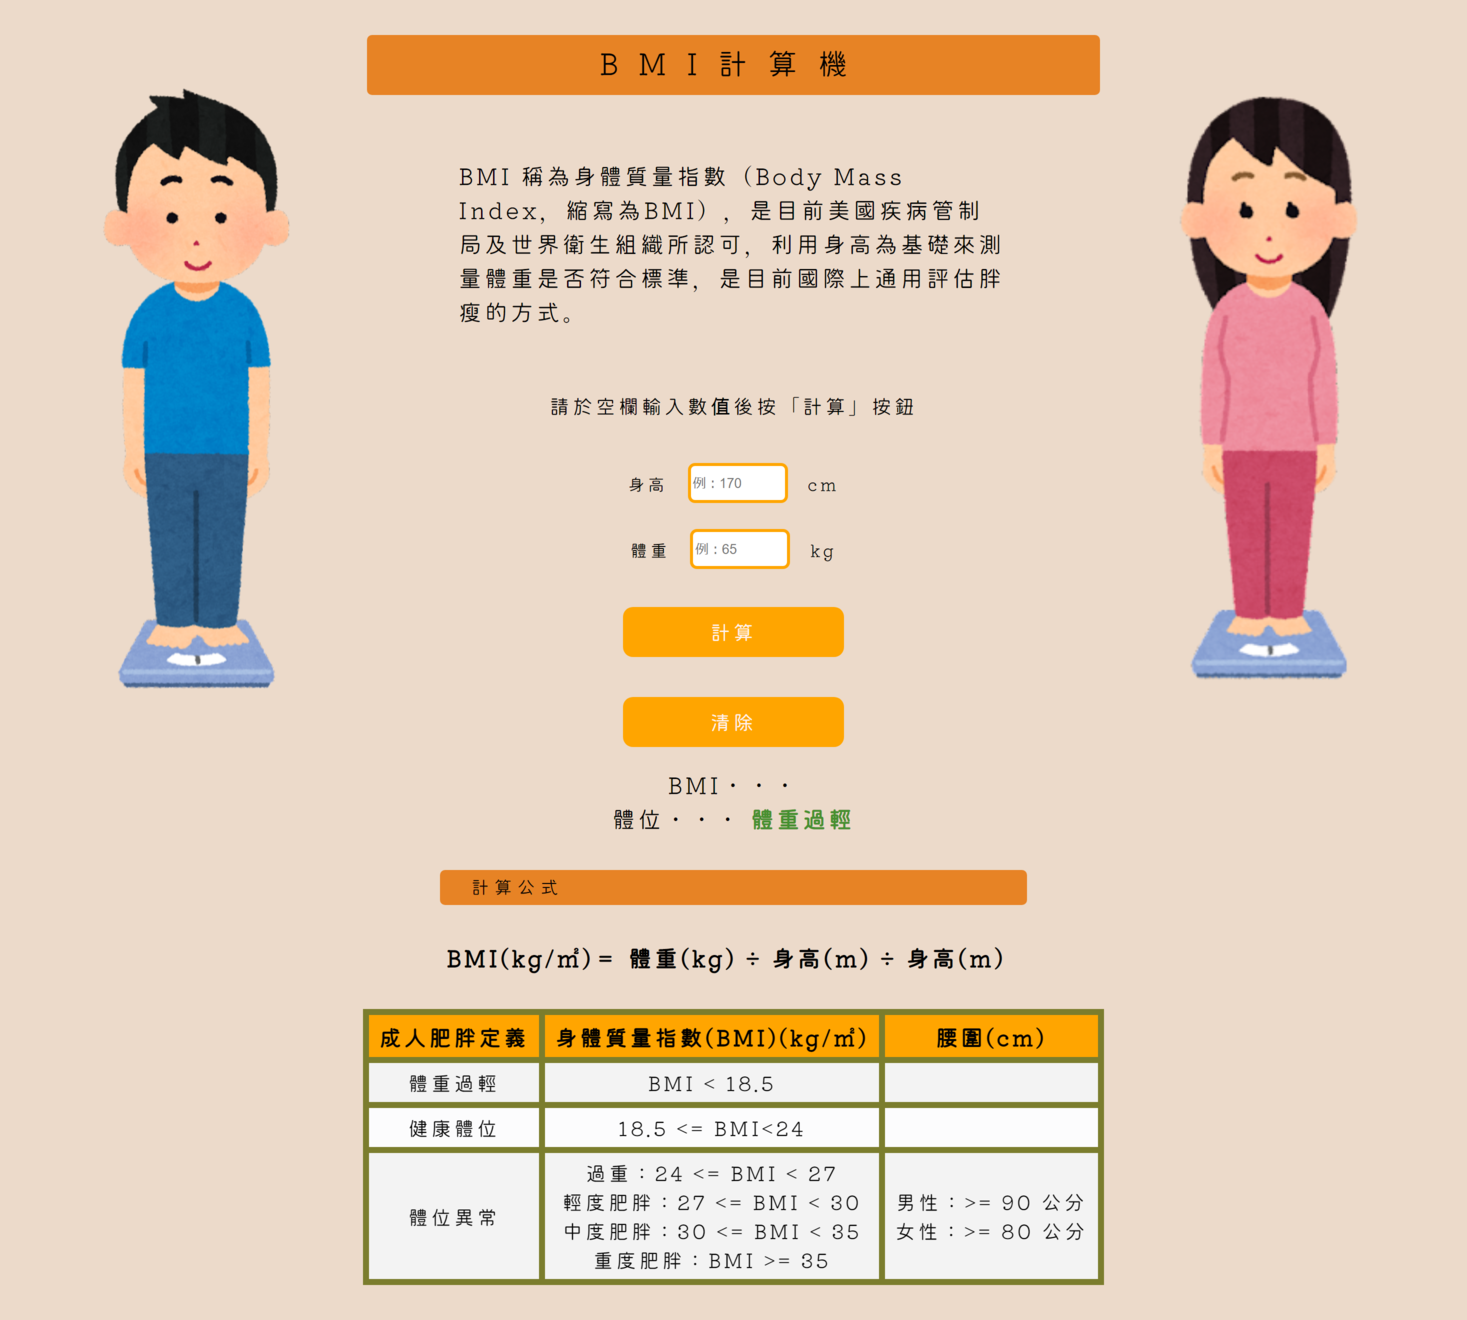 BMI計算機
BMI 稱為身體質量指數（Body Mass
Index，縮寫為BMI），是目前美國疾病管制
局及世界衛生組織所認可，利用身高為基礎來測
量體重是否符合標準，是目前國際上通用評估胖
瘦的方式。
請於空欄輸入數值後按「計算」按鈕
身高 例：170 cm
體重 例：65 kg
計算
清除
BMI・・・
體位・・・ 體重過輕
計算公式
BMI(kg/㎡)= 體重(kg) ÷ 身高(m) ÷ 身高(m)
成人肥胖定義 身體質量指數(BMI)(kg/㎡) 腰圍(cm)
體重過輕 BMI < 18.5
健康體位 18.5 <= BMI<24
體位異常
過重：24 <= BMI < 27
輕度肥胖：27 <= BMI < 30
中度肥胖：30 <= BMI < 35
重度肥胖：BMI >= 35
男性：>= 90 公分
女性：>= 80 公分